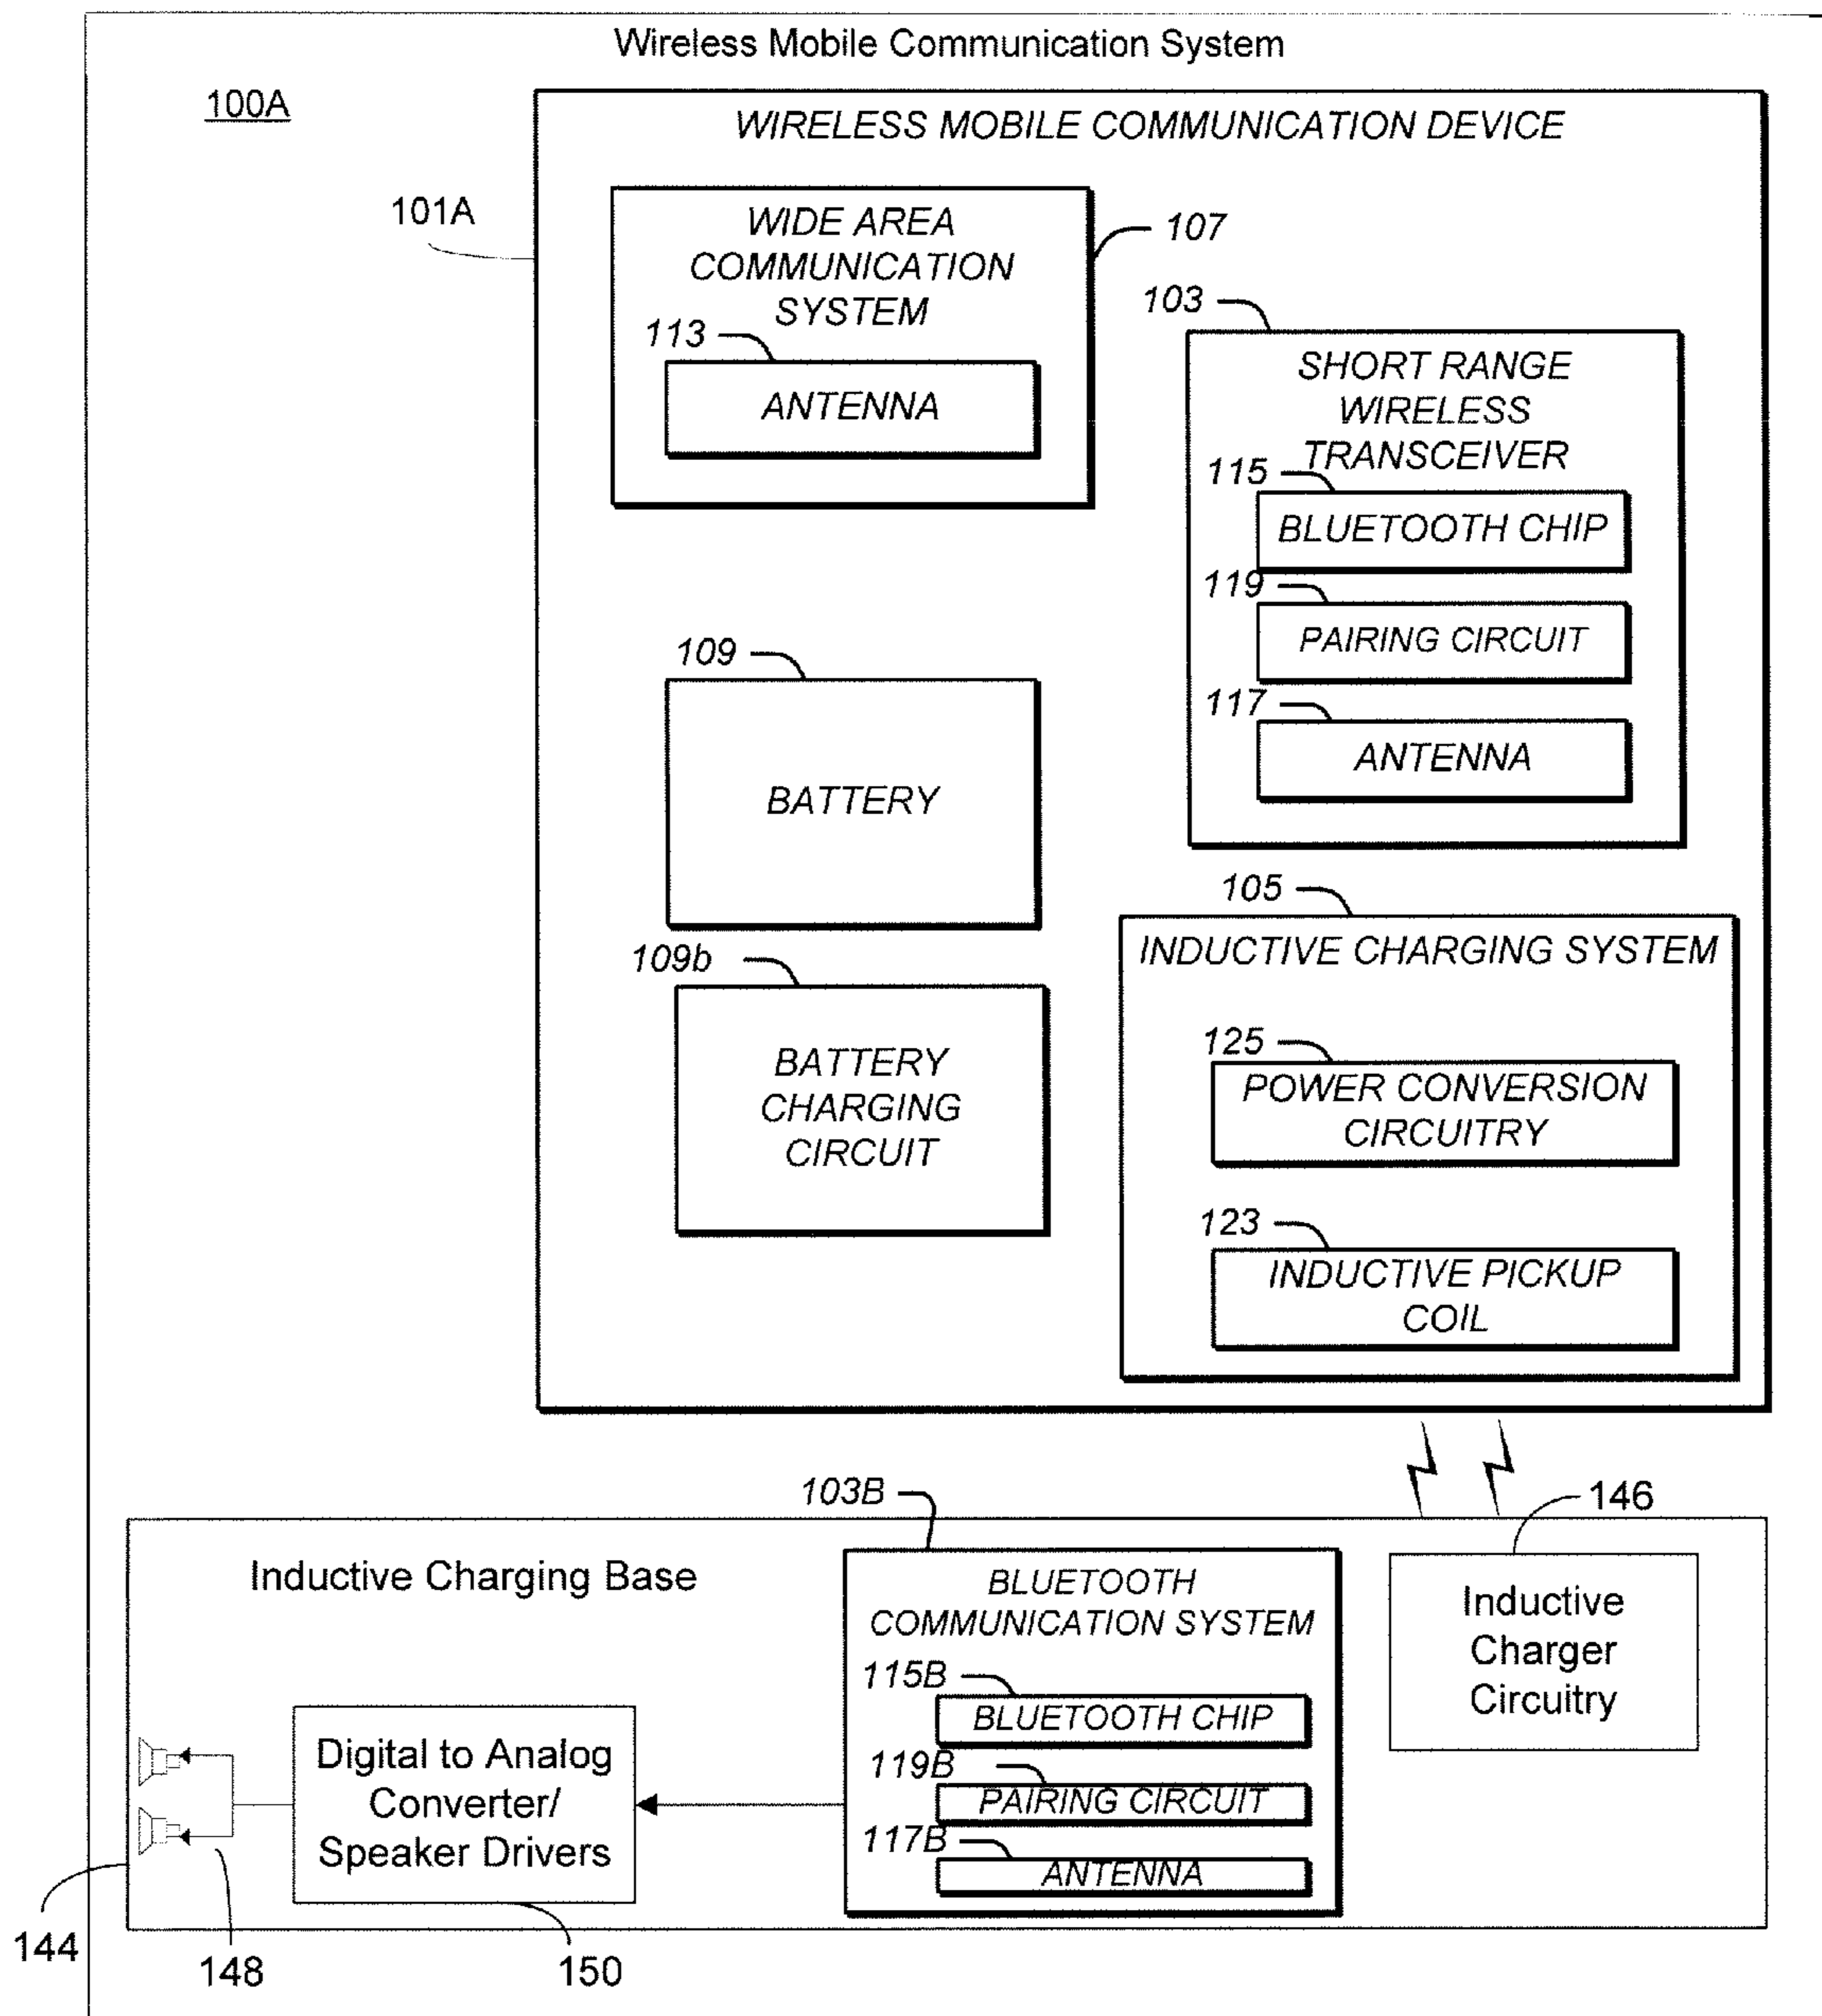 Wireless Mobile Communication System
100A
WIRELESS MOBILE COMMUNICATION DEVICE
101A
WIDE AREA
COMMUNICATION
SYSTEM
107
113
ANTENNA
103
SHORT RANGE
WIRELESS
TRANSCEIVER
115
BLUETOOTH CHIP
119
PAIRING CIRCUIT
117
ANTENNA
109
BATTERY
109b
BATTERY
CHARGING
CIRCUIT
105
INDUCTIVE CHARGING SYSTEM
125
POWER CONVERSION
CIRCUITRY
123
INDUCTIVE PICKUP
COIL
103B
146
Inductive Charging Base
BLUETOOTH
COMMUNICATION SYSTEM
115B
BLUETOOTH CHIP
119B
PAIRING CIRCUIT
117B
ANTENNA
Inductive
Charger
Circuitry
Digital to Analog
Converter/
Speaker Drivers
144
148
150